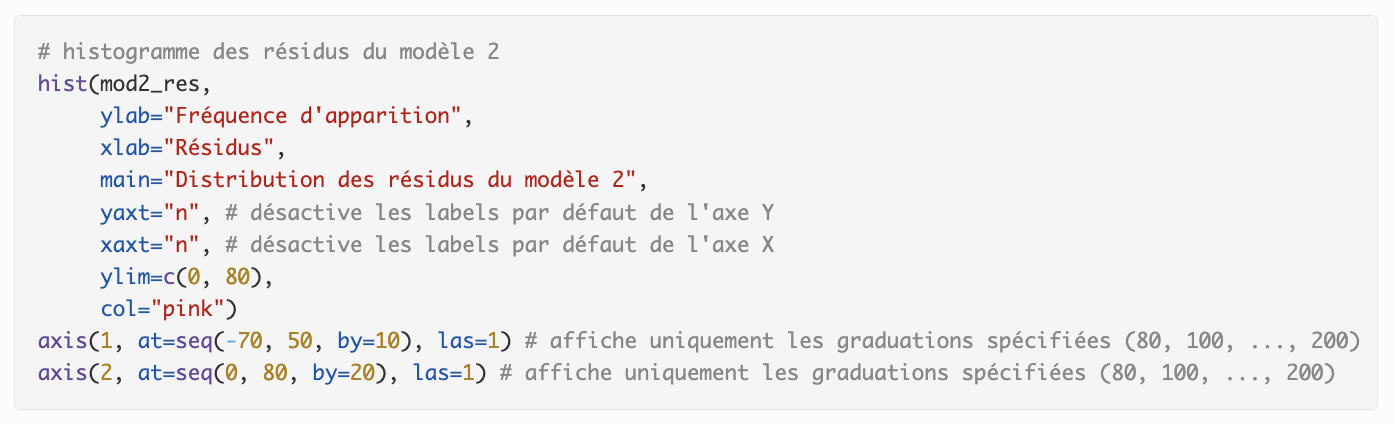 # histogramme des résidus du modèle 2
hist(mod2_res,
     ylab="Fréquence d'apparition",
     xlab="Résidus",
     main="Distribution des résidus du modèle 2",
     yaxt="n", # désactive les labels par défaut de l'axe Y
     xaxt="n", # désactive les labels par défaut de l'axe X
     ylim=c(0, 80),
     col="pink")
axis(1, at=seq(-70, 50, by=10), las=1) # affiche uniquement les graduations spécifiées (80, 100, ..., 200)
axis(2, at=seq(0, 80, by=20), las=1) # affiche uniquement les graduations spécifiées (80, 100, ..., 200)